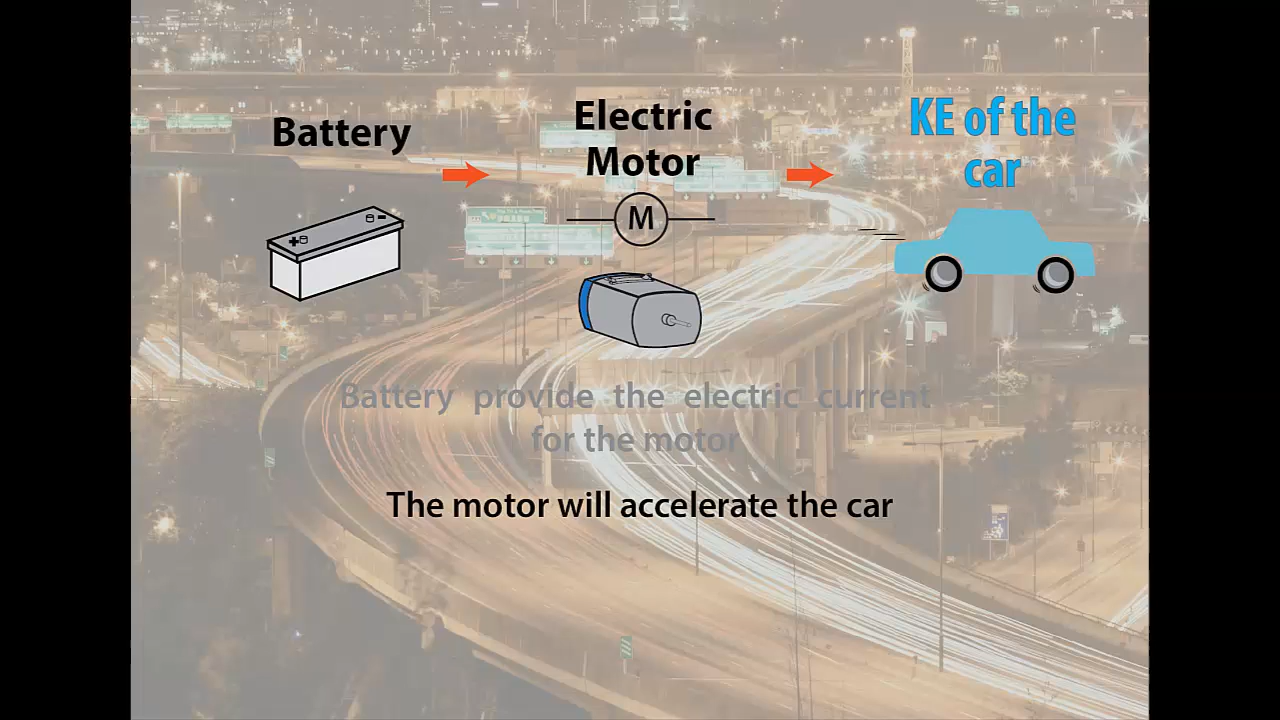 Battery
Electric
Motor
KE of the
car
M
Battery provide the electric current
for the motor
The motor will accelerate the car